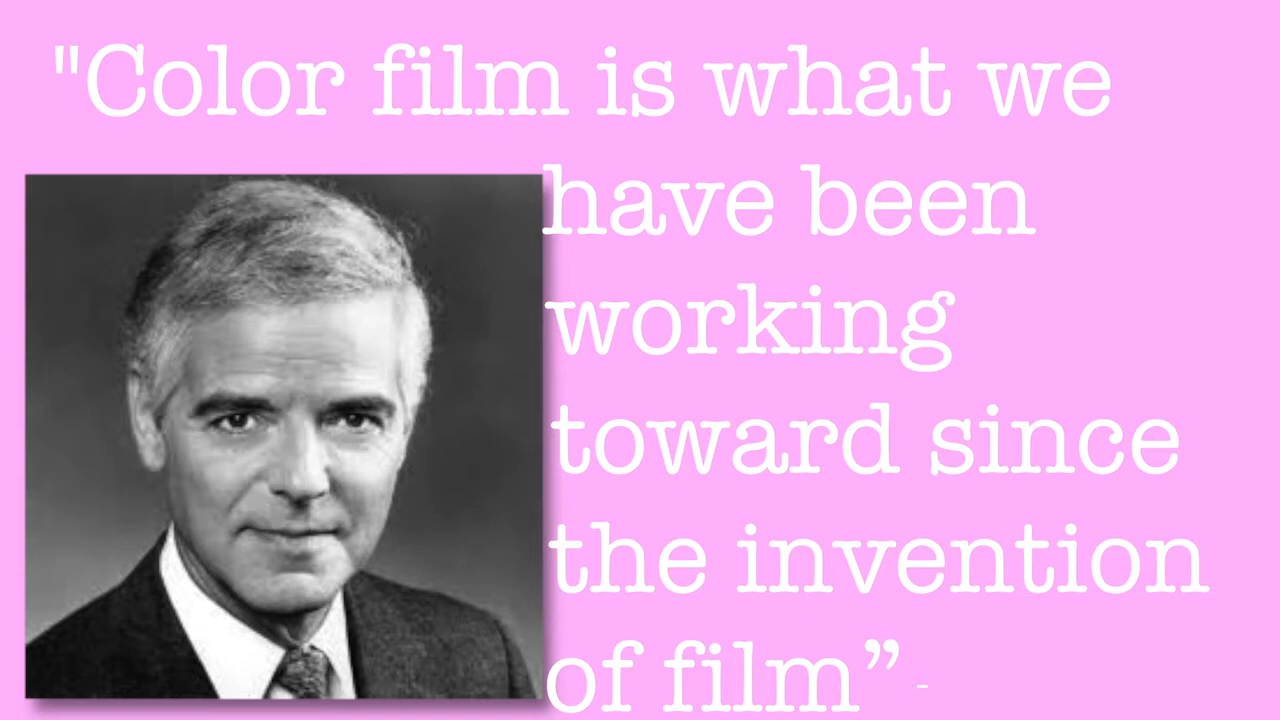 "Color film is what we
have been
working
toward since
the invention
of film” -